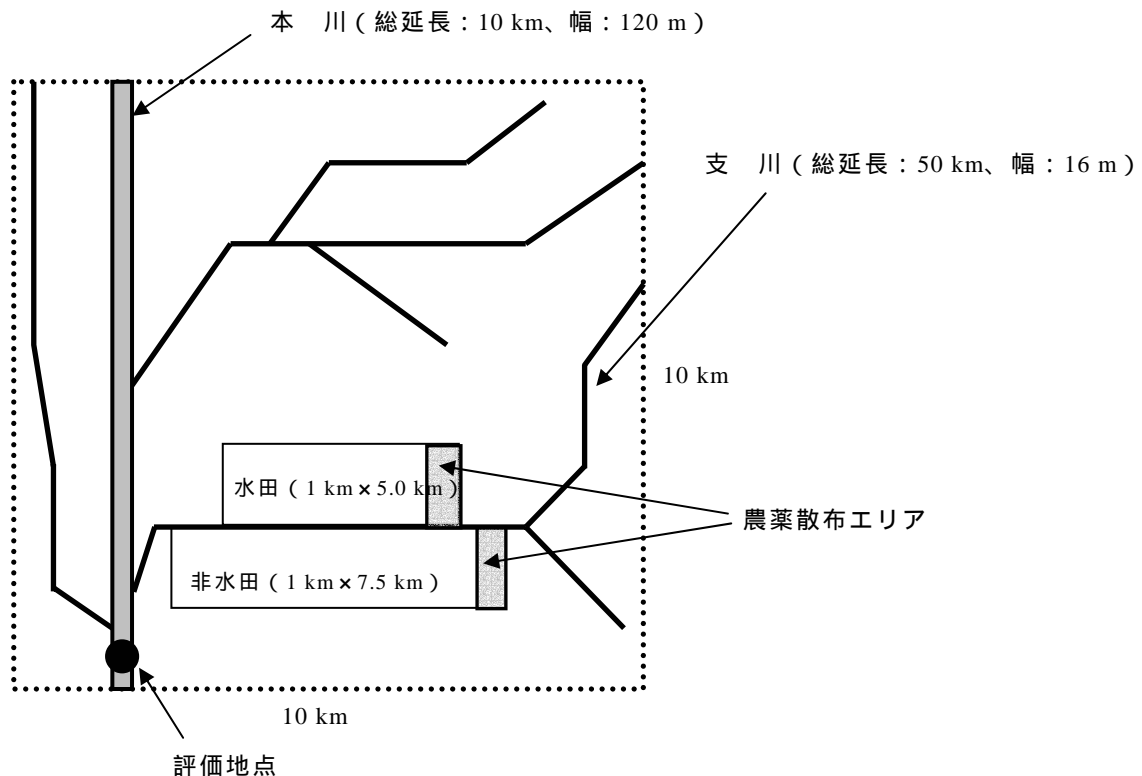 本　川（総延長：10 km、幅：120 m）
支　川（総延長：50 km、幅：16 m）
10 km
水田（1 km×5.0 km）
農薬散布エリア
非水田（1 km×7.5 km）
10 km
評価地点